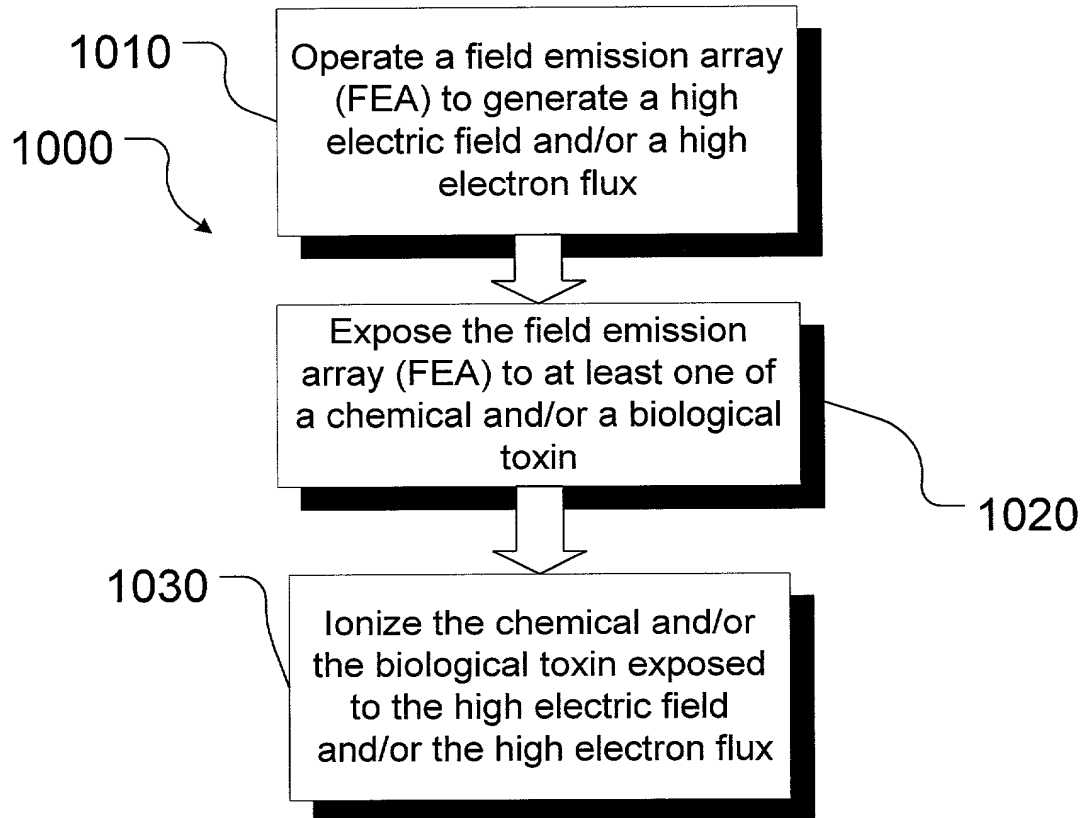 1010
Operate a field emission array
(FEA) to generate a high
electric field and/or a high
electron flux
1000
Expose the field emission
array (FEA) to at least one of
a chemical and/or a biological
toxin
1020
1030
Ionize the chemical and/or
the biological toxin exposed
to the high electric field
and/or the high electron flux